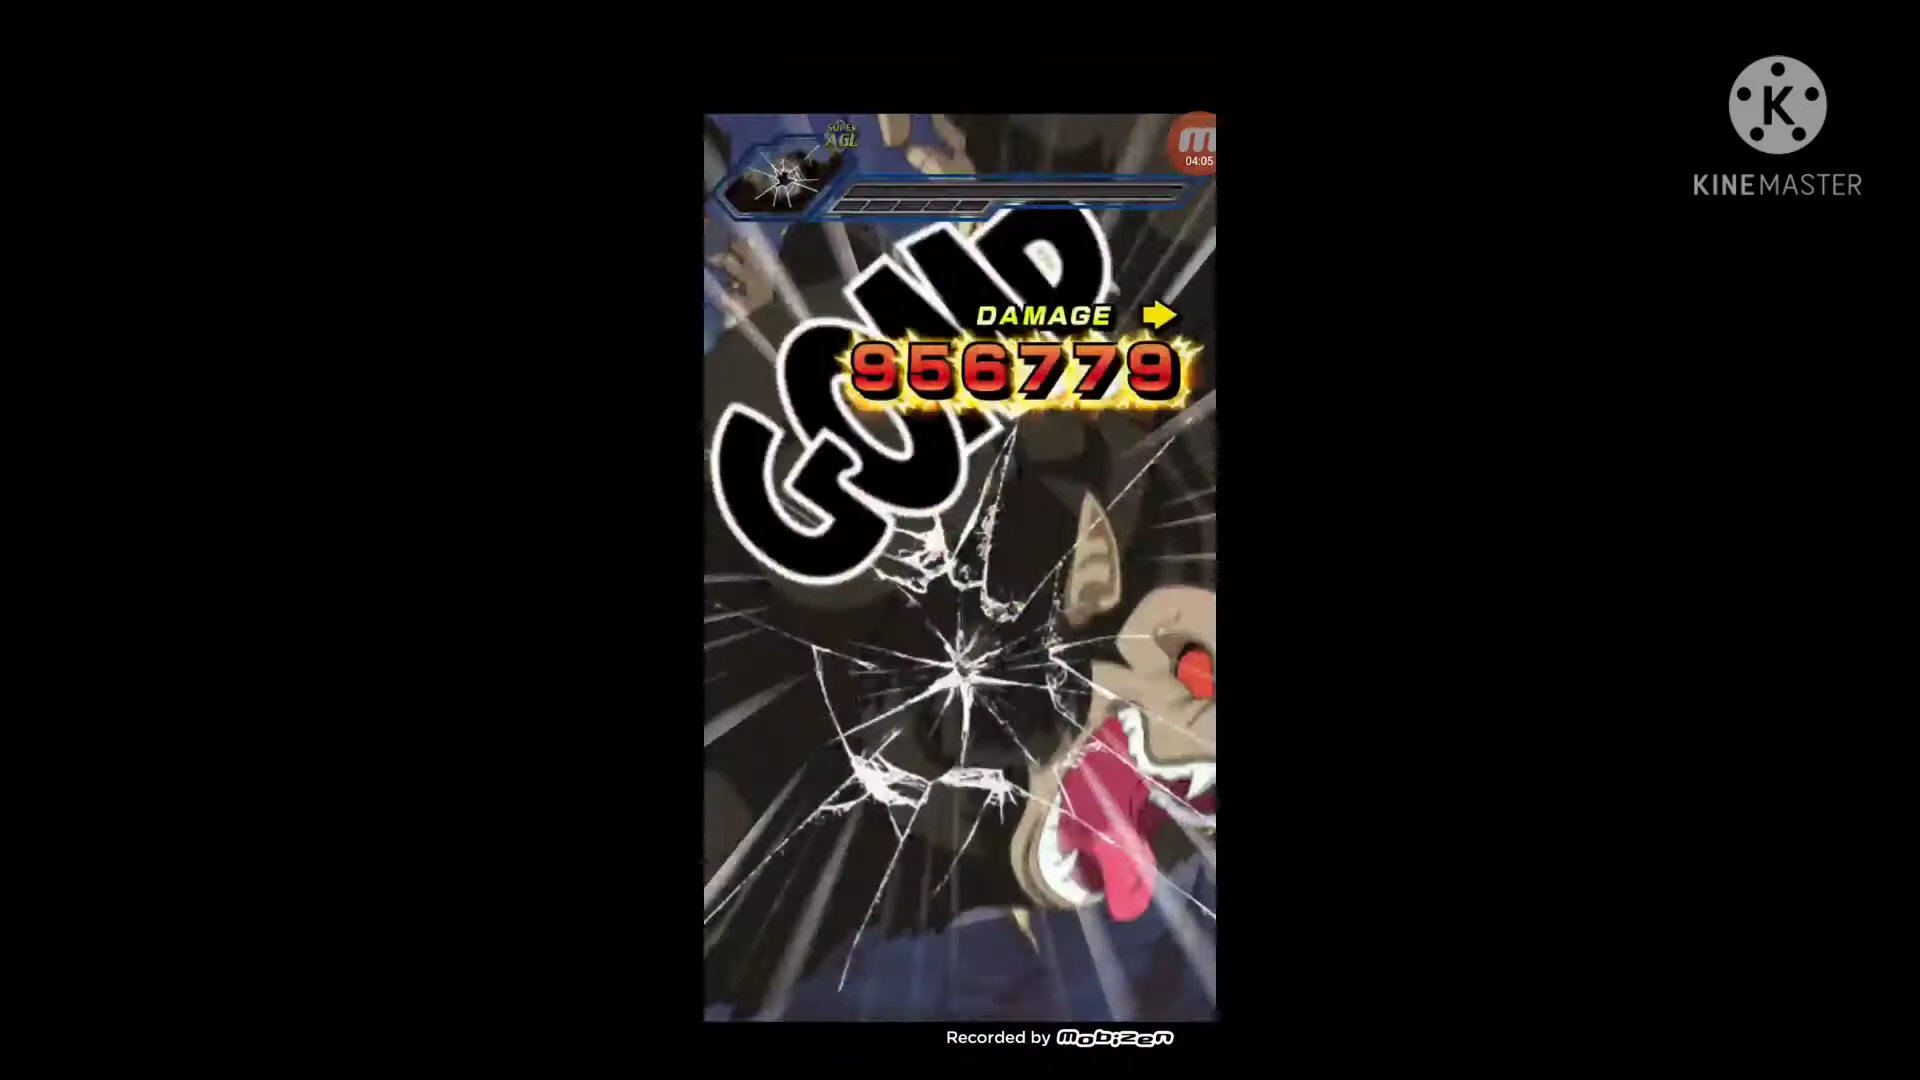 K
KINEMASTER
SUPER
AGL
m
04:05
DAMAGE
956779
Recorded by mobizen